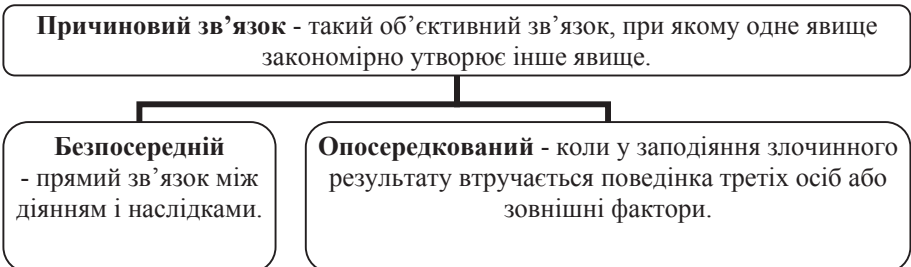 Причиновий зв’язок - такий об’єктивний зв’язок, при якому одне явище
закономірно утворює інше явище.
Безпосередній
- прямий зв’язок між
діянням і наслідками.
Опосередкований - коли у заподіяння злочинного
результату втручається поведінка третіх осіб або
зовнішні фактори.